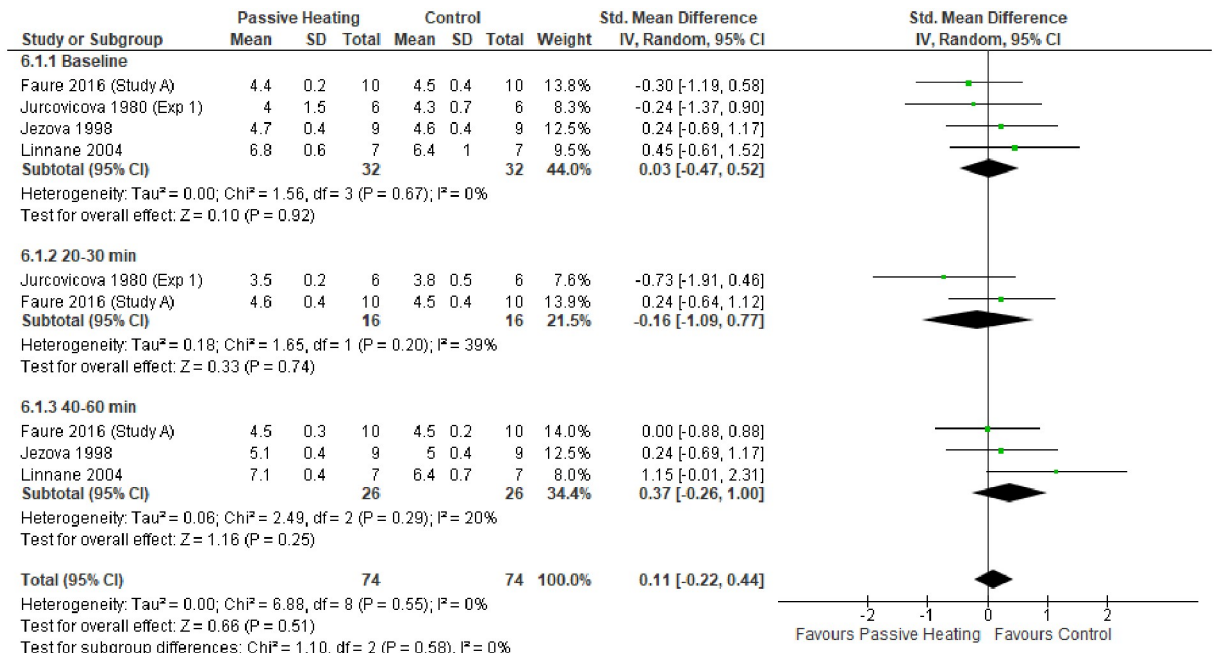 Passive Heating Control Std. Mean Difference Std. Mean Difference
Study or Subgroup Mean SD Total Mean SD Total Weight IV, Random, 95% CI IV, Random, 95% CI
6.1.1 Baseline
Faure 2016 (Study A) 4.4 0.2 10 4.5 0.4 10 13.8% -0.30 [-1.19, 0.58]
Jurcovicova 1980 (Exp 1) 4 1.5 6 4.3 0.7 6 8.3% -0.24 [-1.37, 0.90]
Jezova 1998 4.7 0.4 9 4.6 0.4 9 12.5% 0.24 [-0.69, 1.17]
Linnane 2004 6.8 0.6 7 6.4 1 7 9.5% 0.45 [-0.61, 1.52]
Subtotal (95% CI) 32 32 44.0% 0.03 [-0.47, 0.52]
Heterogeneity: Tau² = 0.00; Chi² = 1.56, df = 3 (P = 0.67); I² = 0%
Test for overall effect: Z = 0.10 (P = 0.92)
6.1.2 20-30 min
Jurcovicova 1980 (Exp 1) 3.5 0.2 6 3.8 0.5 6 7.6% -0.73 [-1.91, 0.46]
Faure 2016 (Study A) 4.6 0.4 10 4.5 0.4 10 13.9% 0.24 [-0.64, 1.12]
Subtotal (95% CI) 16 16 21.5% -0.16 [-1.09, 0.77]
Heterogeneity: Tau² = 0.18; Chi² = 1.65, df = 1 (P = 0.20); I² = 39%
Test for overall effect: Z = 0.33 (P = 0.74)
6.1.3 40-60 min
Faure 2016 (Study A) 4.5 0.3 10 4.5 0.2 10 14.0% 0.00 [-0.88, 0.88]
Jezova 1998 5.1 0.4 9 5 0.4 9 12.5% 0.24 [-0.69, 1.17]
Linnane 2004 7.1 0.4 7 6.4 0.7 7 8.0% 1.15 [-0.01, 2.31]
Subtotal (95% CI) 26 26 34.4% 0.37 [-0.26, 1.00]
Heterogeneity: Tau² = 0.06; Chi² = 2.49, df = 2 (P = 0.29); I² = 20%
Test for overall effect: Z = 1.16 (P = 0.25)
Total (95% CI) 74 74 100.0% 0.11 [-0.22, 0.44]
Heterogeneity: Tau² = 0.00; Chi² = 6.88, df = 8 (P = 0.55); I² = 0%
Test for overall effect: Z = 0.66 (P = 0.51)
Test for subgroup differences: Chi² = 1.10, df = 2 (P = 0.58), I² = 0%
-2 -1 0 1 2
Favours Passive Heating Favours Control